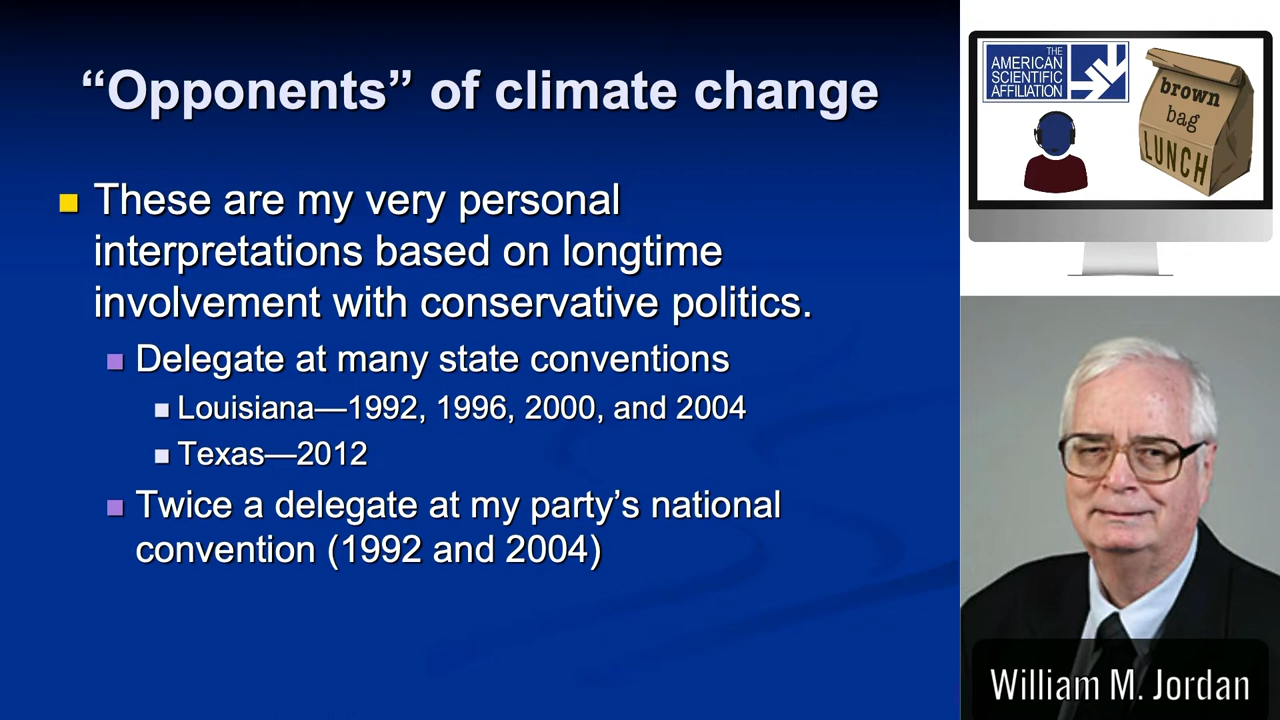 “Opponents” of climate change
These are my very personal
interpretations based on longtime
involvement with conservative politics.
Delegate at many state conventions
Louisiana—1992, 1996, 2000, and 2004
Texas—2012
Twice a delegate at my party’s national
convention (1992 and 2004)
THE
AMERICAN
SCIENTIFIC
AFFILIATION
brown
bag
LUNCH
William M. Jordan